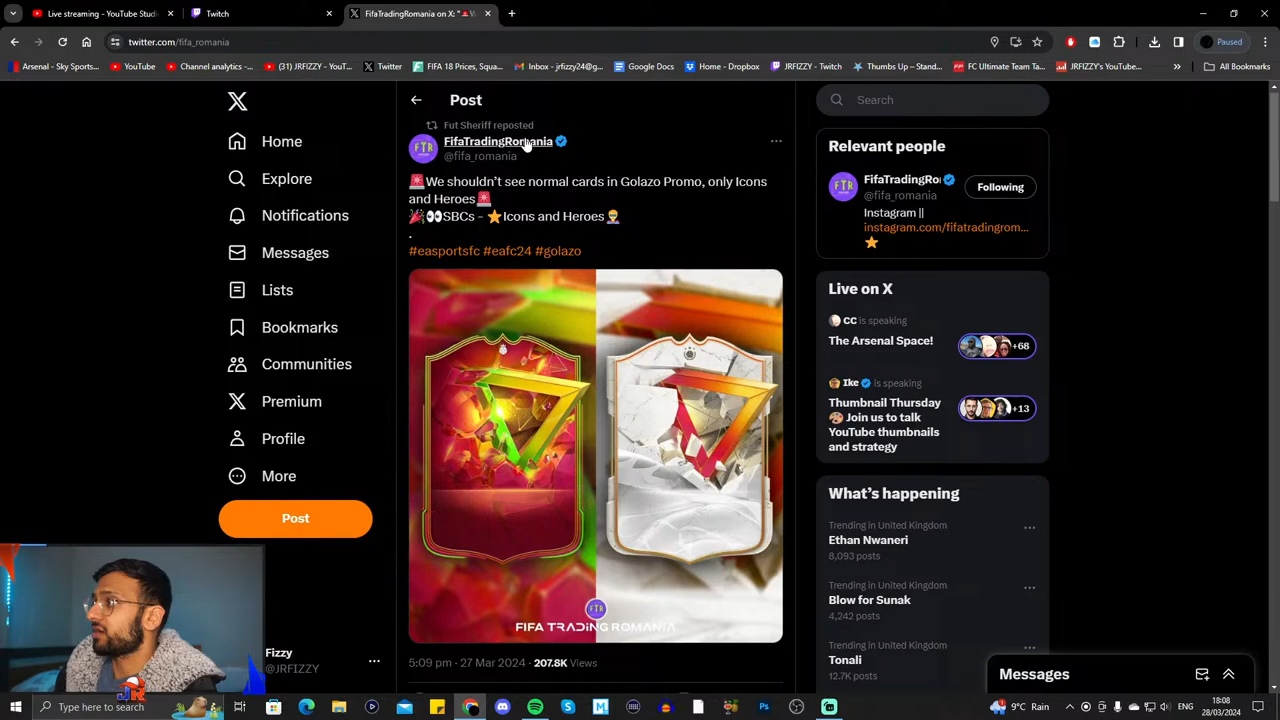 Live streaming - YouTube Studi
Twitch
FifaTradingRomania on X: "🚨W
twitter.com/fifa_romania
Paused
Arsenal - Sky Sports...
YouTube
Channel analytics -...
(31) JRFIZZY - YouT...
Twitter
FIFA 18 Prices, Squa...
Inbox - jrfizzy24@g...
Google Docs
Home - Dropbox
JRFIZZY - Twitch
Thumbs Up – Stand...
FC Ultimate Team Ta...
JRFIZZY's YouTube...
All Bookmarks
Home
Explore
Notifications
Messages
Lists
Bookmarks
Communities
Premium
Profile
More
Post
Fizzy
@JRFIZZY
Post
Fut Sheriff reposted
FifaTradingRomania
@fifa_romania
🚨We shouldn't see normal cards in Golazo Promo, only Icons
and Heroes🚨
🎉👀SBCs - ⭐Icons and Heroes🦸‍♂️
.
#easportsfc #eafc24 #golazo
FTR
FIFA TRADING ROMANIA
5:09 pm · 27 Mar 2024 · 207.8K Views
Search
Relevant people
FifaTradingRo
@fifa_romania
Following
Instagram ||
instagram.com/fifatradingrom...
⭐
Live on X
CC is speaking
The Arsenal Space!
+68
Ike is speaking
Thumbnail Thursday
Join us to talk
YouTube thumbnails
and strategy
+13
What's happening
Trending in United Kingdom
Ethan Nwaneri
8,093 posts
Trending in United Kingdom
Blow for Sunak
4,242 posts
Trending in United Kingdom
Tonali
12.7K posts
Messages
JR
Type here to search
9°C Rain
18:08
28/03/2024